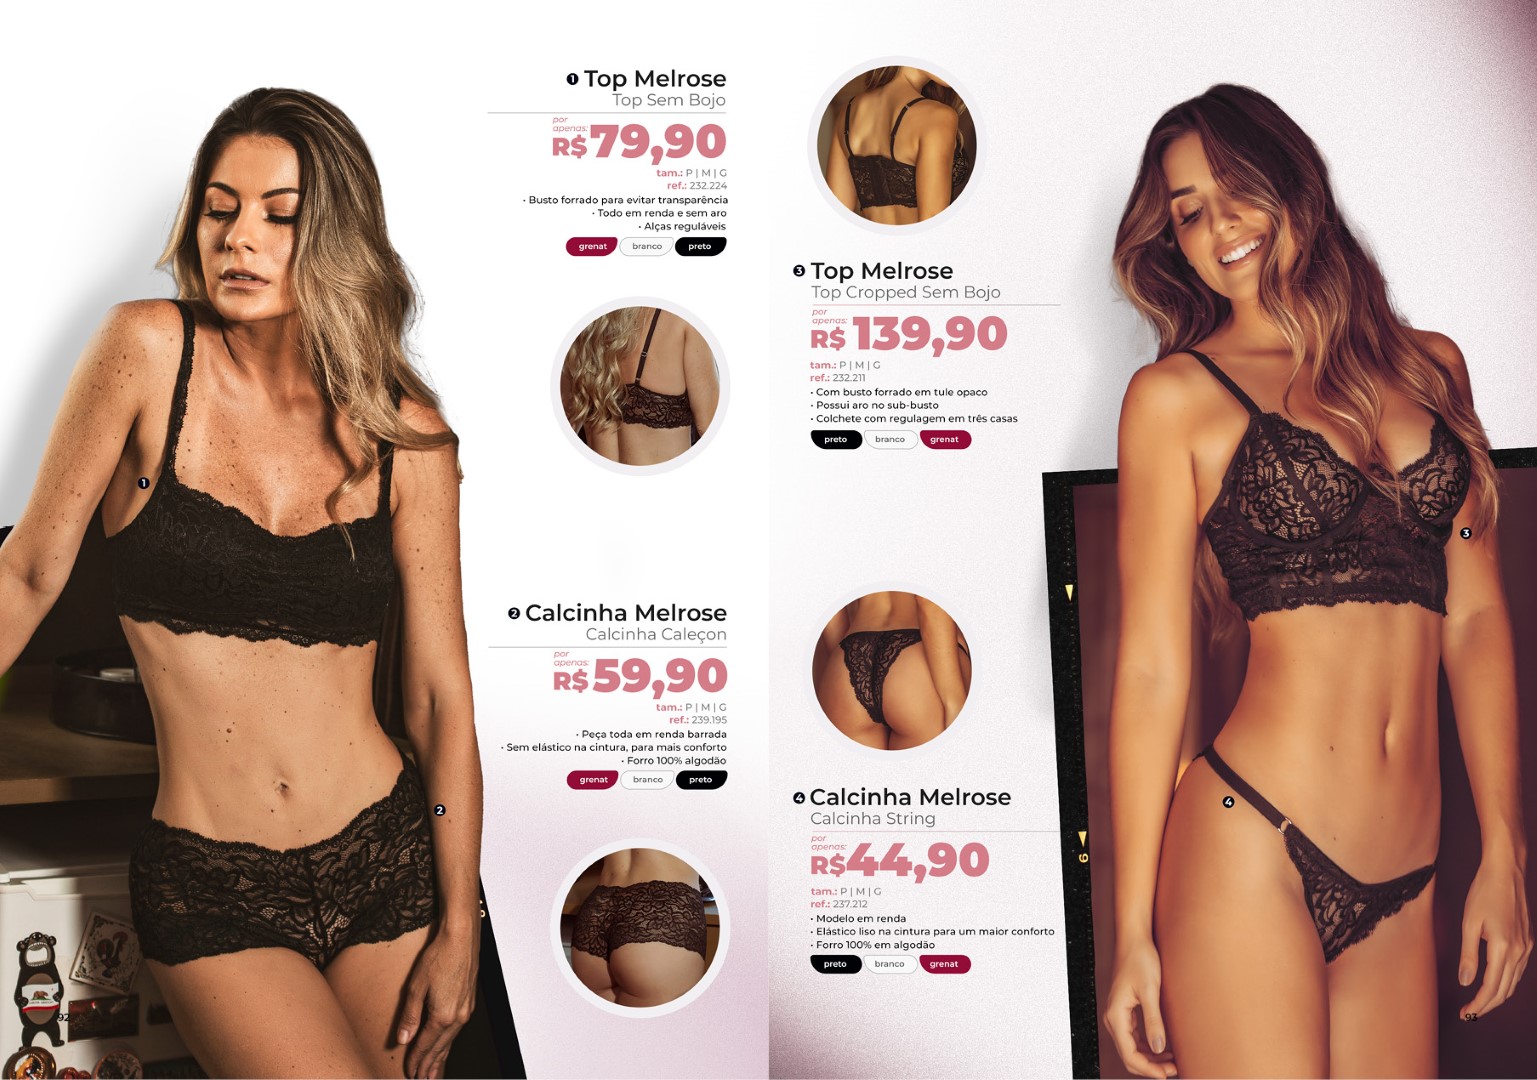 1 Top Melrose
Top Sem Bojo
por
apenas:
R$ 79,90
tam.: P | M | G
ref.: 232.224
• Busto forrado para evitar transparência
• Todo em renda e sem aro
• Alças reguláveis
grenat branco preto
1
2 Calcinha Melrose
Calcinha Caleçon
por
apenas:
R$ 59,90
tam.: P | M | G
ref.: 239.195
• Peça toda em renda barrada
• Sem elástico na cintura, para mais conforto
• Forro 100% algodão
grenat branco preto
2
92
3 Top Melrose
Top Cropped Sem Bojo
por
apenas:
R$ 139,90
tam.: P | M | G
ref.: 232.211
• Com busto forrado em tule opaco
• Possui aro no sub-busto
• Colchete com regulagem em três casas
preto branco grenat
3
4 Calcinha Melrose
Calcinha String
por
apenas:
R$ 44,90
tam.: P | M | G
ref.: 237.212
• Modelo em renda
• Elástico liso na cintura para um maior conforto
• Forro 100% em algodão
preto branco grenat
4
93